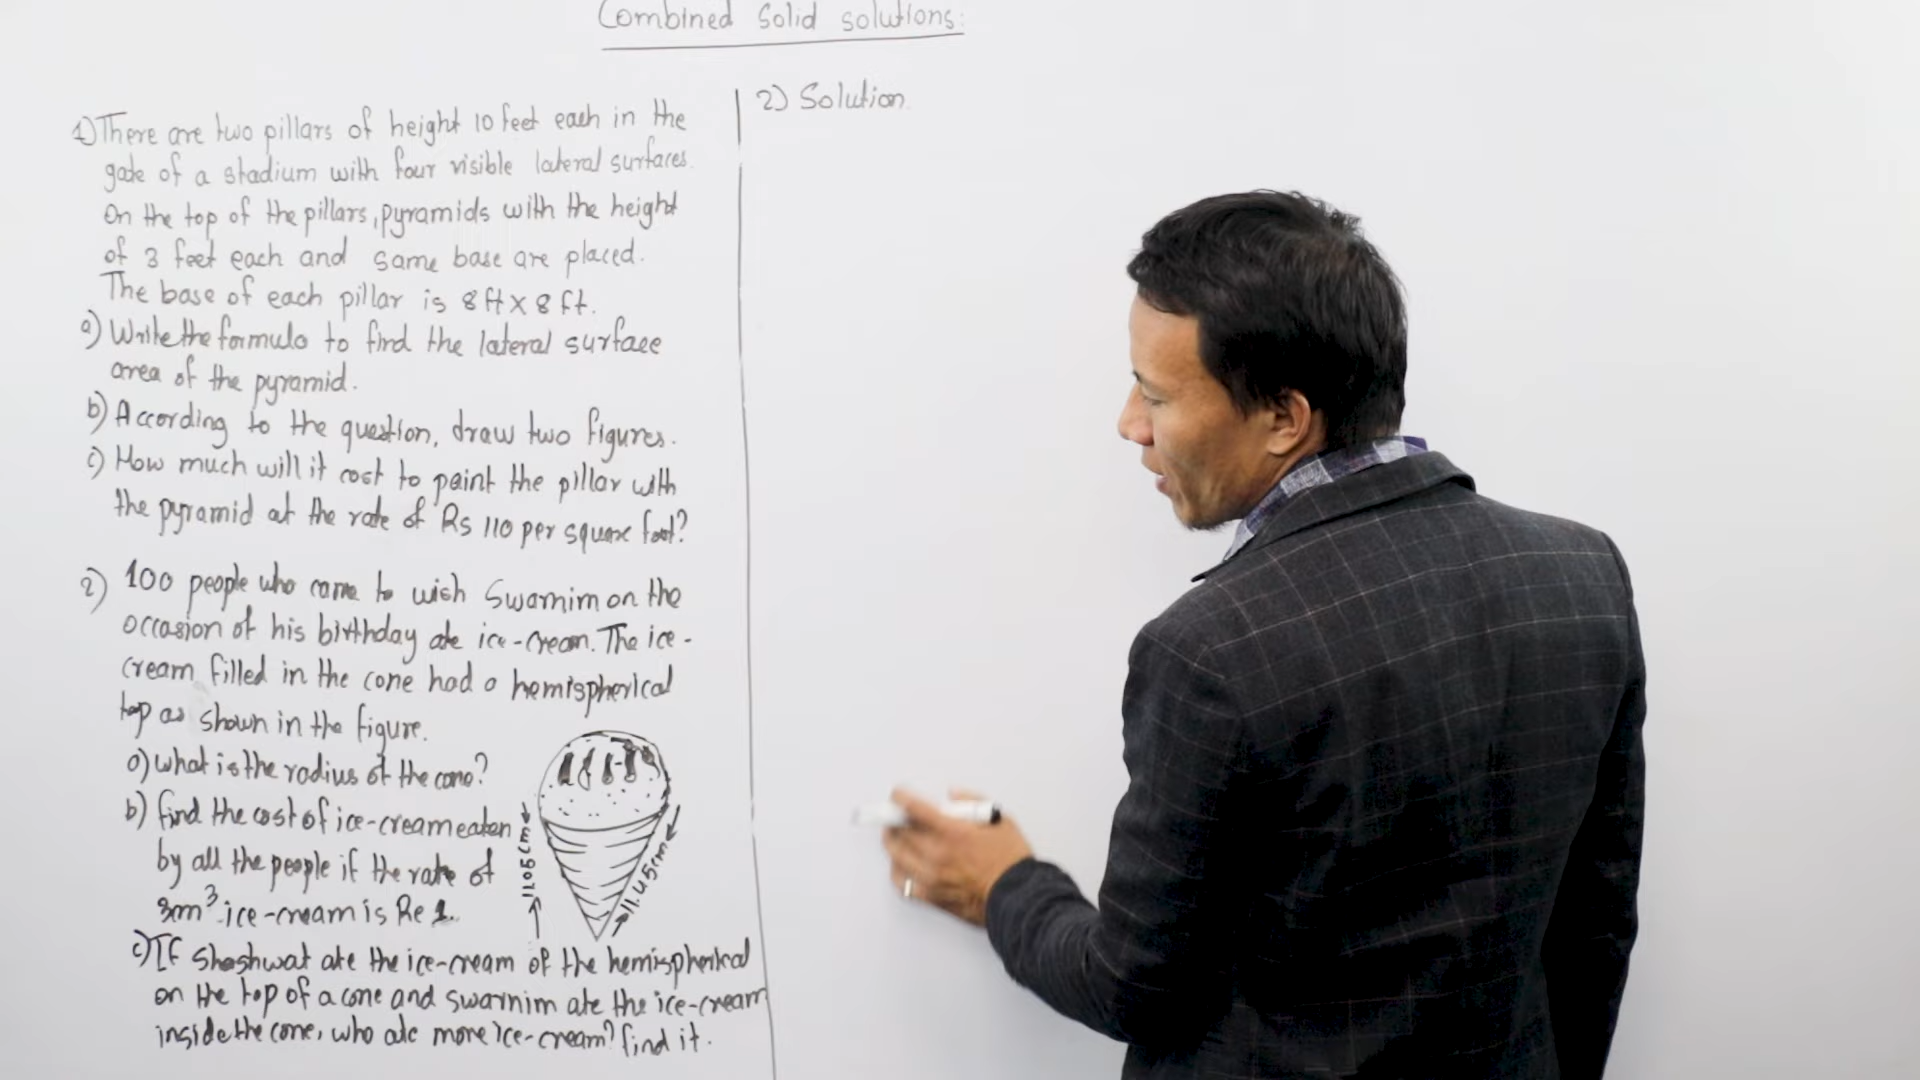 Combined Solid solutions:
1) There are two pillars of height 10 feet each in the
gate of a stadium with four visible lateral surfaces.
On the top of the pillars, pyramids with the height
of 3 feet each and same base are placed.
The base of each pillar is 8 ft x 8 ft.
a) Write the formula to find the lateral surface
area of the pyramid.
b) According to the question, draw two figures.
c) How much will it cost to paint the pillar with
the pyramid at the rate of Rs 110 per square foot?
2) 100 people who came to wish Swarnim on the
occasion of his birthday ate ice-cream. The ice-
cream filled in the cone had a hemispherical
top as shown in the figure.
a) what is the radius of the cone?
b) find the cost of ice-cream eaten
by all the people if the rate of
3cm³ ice-cream is Re 1.
11.05 cm
11.45 cm
c) If Shashwat ate the ice-cream of the hemispherical
on the top of a cone and swarnim ate the ice-cream
inside the cone, who ate more ice-cream? find it.
2) Solution